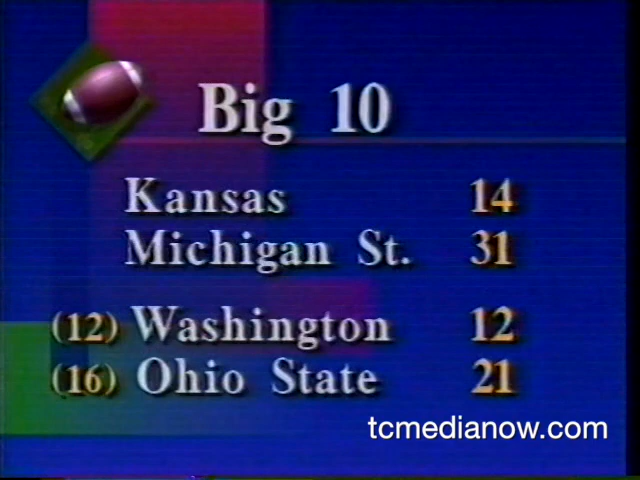 Big 10
Kansas 14
Michigan St. 31
(12) Washington 12
(16) Ohio State 21
tcmedianow.com